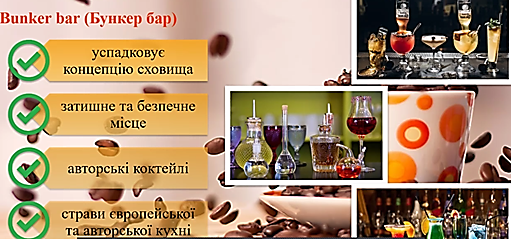 Bunker bar (Бункер бар)
успадковує
концепцію сховища
затишне та безпечне
місце
авторські коктейлі
страви європейської
та авторської кухні